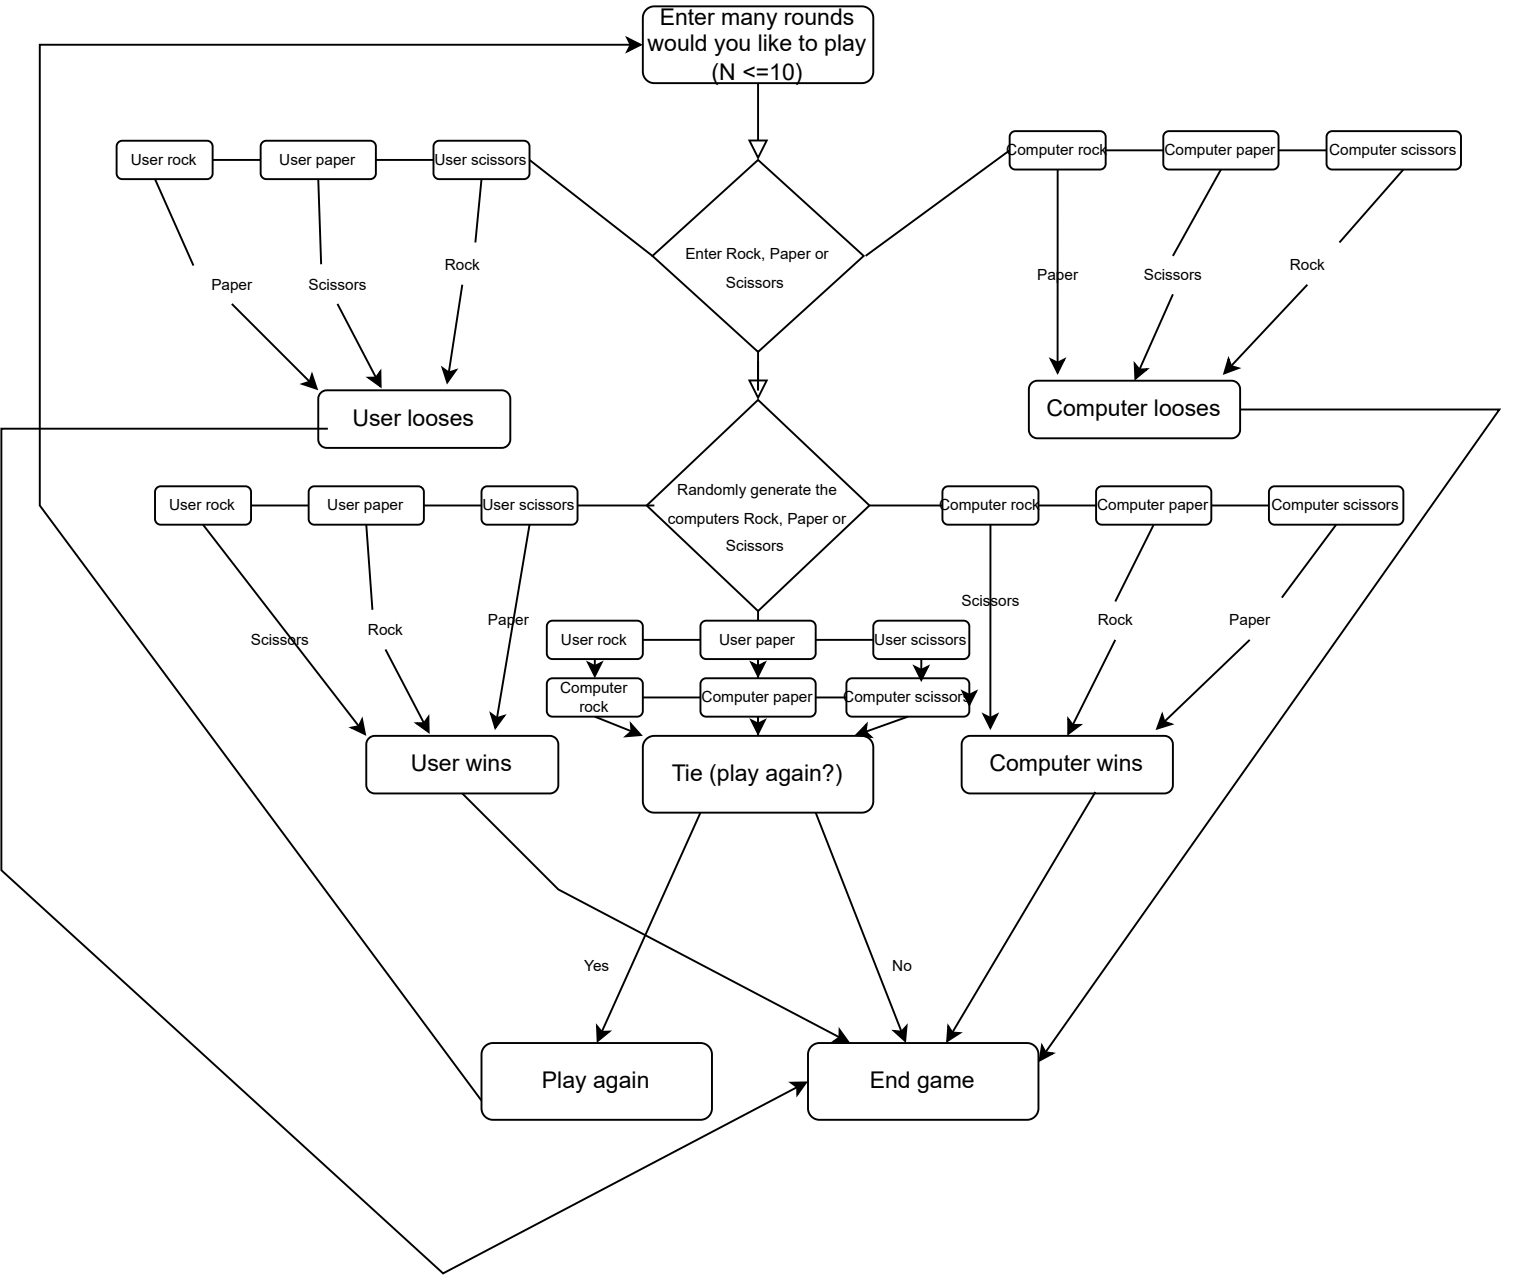 Enter many rounds
would you like to play
(N <=10)
User rock
User paper
User scissors
Computer rock
Computer paper
Computer scissors
Enter Rock, Paper or
Scissors
Paper
Scissors
Rock
Paper
Scissors
Rock
User looses
Computer looses
User rock
User paper
User scissors
Randomly generate the
computers Rock, Paper or
Scissors
Computer rock
Computer paper
Computer scissors
Scissors
Rock
Paper
Scissors
Rock
Paper
User rock
User paper
User scissors
Computer
rock
Computer paper
Computer scissors
User wins
Tie (play again?)
Computer wins
Yes
No
Play again
End game